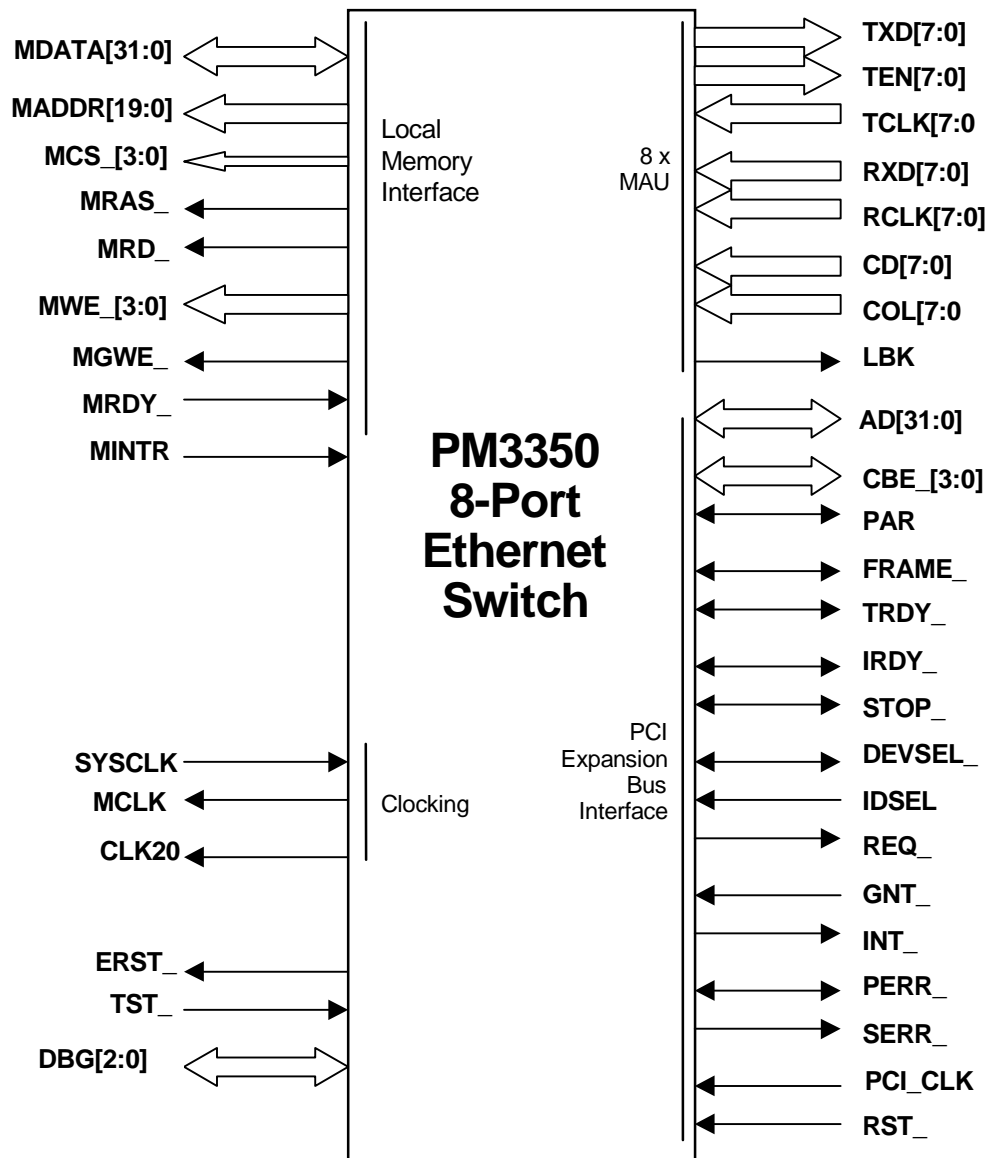 MDATA[31:0]
MADDR[19:0]
MCS_[3:0]
MRAS_
MRD_
MWE_[3:0]
MGWE_
MRDY_
MINTR
SYSCLK
MCLK
CLK20
ERST_
TST_
DBG[2:0]
Local
Memory
Interface
8 x
MAU
PM3350
8-Port
Ethernet
Switch
Clocking
PCI
Expansion
Bus
Interface
TXD[7:0]
TEN[7:0]
TCLK[7:0
RXD[7:0]
RCLK[7:0]
CD[7:0]
COL[7:0
LBK
AD[31:0]
CBE_[3:0]
PAR
FRAME_
TRDY_
IRDY_
STOP_
DEVSEL_
IDSEL
REQ_
GNT_
INT_
PERR_
SERR_
PCI_CLK
RST_